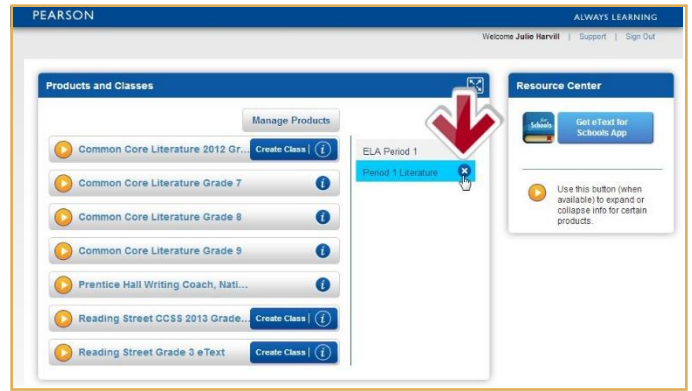 PEARSON
ALWAYS LEARNING
Welcome Julie Harvill | Support | Sign Out
Products and Classes
Manage Products
Common Core Literature 2012 Gr... Create Class | i
Common Core Literature Grade 7 i
Common Core Literature Grade 8 i
Common Core Literature Grade 9 i
Prentice Hall Writing Coach, Nati... i
Reading Street CCSS 2013 Grade... Create Class | i
Reading Street Grade 3 eText Create Class | i
ELA Period 1
Period 1 Literature
Resource Center
Schools
Get eText for
Schools App
Use this button (when
available) to expand or
collapse info for certain
products.